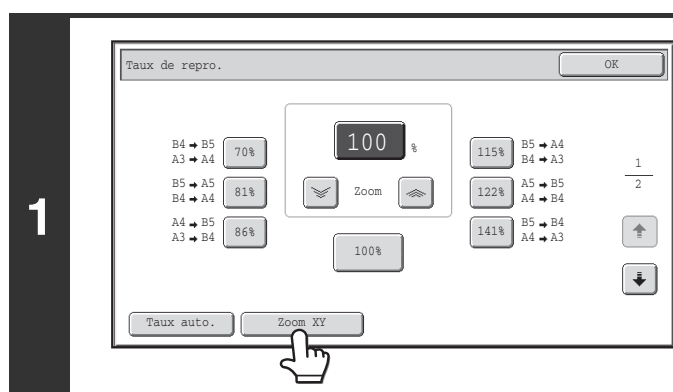 1
Taux de repro.
OK
B4 → B5
A3 → A4
70%
B5 → A5
B4 → A4
81%
A4 → B5
A3 → B4
86%
100 %
Zoom
100%
115%
B5 → A4
B4 → A3
122%
A5 → B5
A4 → B4
141%
B5 → B4
A4 → A3
1
2
Taux auto.
Zoom XY